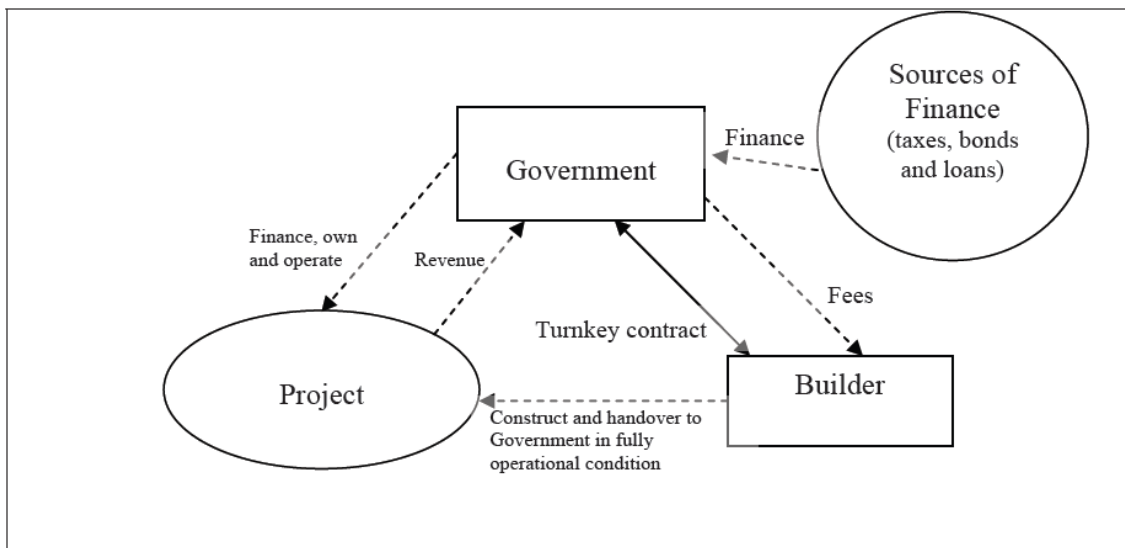 Sources of
Finance
(taxes, bonds
and loans)
Finance
Government
Finance, own
and operate
Revenue
Fees
Turnkey contract
Builder
Project
Construct and handover to
Government in fully
operational condition